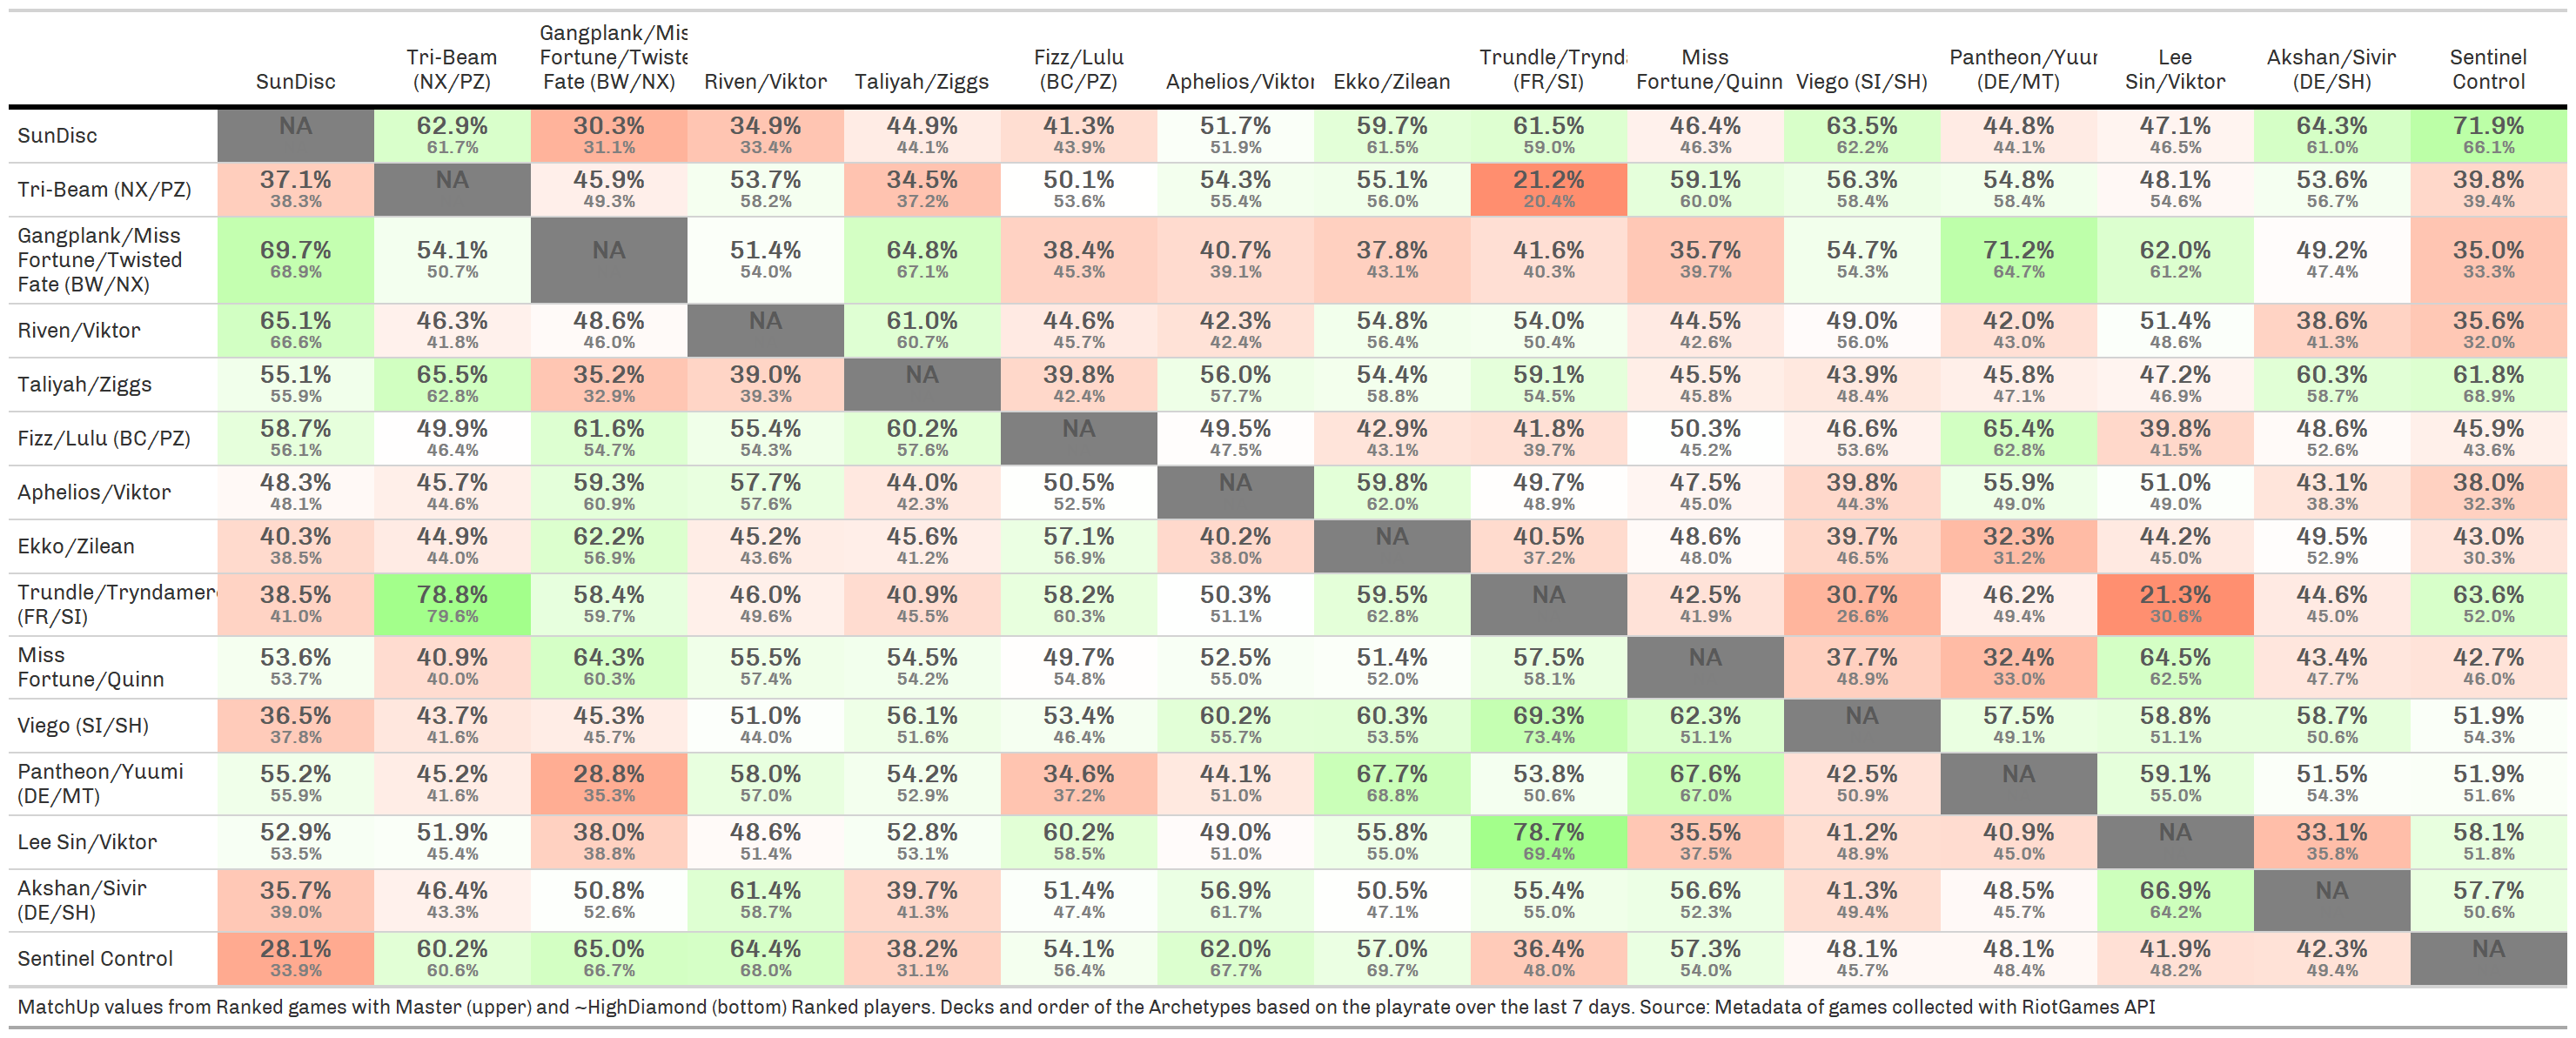 SunDisc Tri-Beam (NX/PZ) Gangplank/Mis Fortune/Twiste Fate (BW/NX) Riven/Viktor Taliyah/Ziggs Fizz/Lulu (BC/PZ) Aphelios/Viktor Ekko/Zilean Trundle/Trynd (FR/SI) Miss Fortune/Quinn Viego (SI/SH) Pantheon/Yuur (DE/MT) Lee Sin/Viktor Akshan/Sivir (DE/SH) Sentinel Control
SunDisc NA 62.9% 30.3% 34.9% 44.9% 41.3% 51.7% 59.7% 61.5% 46.4% 63.5% 44.8% 47.1% 64.3% 71.9%
61.7% 31.1% 33.4% 44.1% 43.9% 51.9% 61.5% 59.0% 46.3% 62.2% 44.1% 46.5% 61.0% 66.1%
Tri-Beam (NX/PZ) 37.1% NA 45.9% 53.7% 34.5% 50.1% 54.3% 55.1% 21.2% 59.1% 56.3% 54.8% 48.1% 53.6% 39.8%
38.3% 49.3% 58.2% 37.2% 53.6% 55.4% 56.0% 20.4% 60.0% 58.4% 58.4% 54.6% 56.7% 39.4%
Gangplank/Miss
Fortune/Twisted
Fate (BW/NX)
69.7% 54.1% NA 51.4% 64.8% 38.4% 40.7% 37.8% 41.6% 35.7% 54.7% 71.2% 62.0% 49.2% 35.0%
68.9% 50.7% 54.0% 67.1% 45.3% 39.1% 43.1% 40.3% 39.7% 54.3% 64.7% 61.2% 47.4% 33.3%
Riven/Viktor 65.1% 46.3% 48.6% NA 61.0% 44.6% 42.3% 54.8% 54.0% 44.5% 49.0% 42.0% 51.4% 38.6% 35.6%
66.6% 41.8% 46.0% 60.7% 45.7% 42.4% 56.4% 50.4% 42.6% 56.0% 43.0% 48.6% 41.3% 32.0%
Taliyah/Ziggs 55.1% 65.5% 35.2% 39.0% NA 39.8% 56.0% 54.4% 59.1% 45.5% 43.9% 45.8% 47.2% 60.3% 61.8%
55.9% 62.8% 32.9% 39.3% 42.4% 57.7% 58.8% 54.5% 45.8% 48.4% 47.1% 46.9% 58.7% 68.9%
Fizz/Lulu (BC/PZ) 58.7% 49.9% 61.6% 55.4% 60.2% NA 49.5% 42.9% 41.8% 50.3% 46.6% 65.4% 39.8% 48.6% 45.9%
56.1% 46.4% 54.7% 54.3% 57.6% 47.5% 43.1% 39.7% 45.2% 53.6% 62.8% 41.5% 52.6% 43.6%
Aphelios/Viktor 48.3% 45.7% 59.3% 57.7% 44.0% 50.5% NA 59.8% 49.7% 47.5% 39.8% 55.9% 51.0% 43.1% 38.0%
48.1% 44.6% 60.9% 57.6% 42.3% 52.5% 62.0% 48.9% 45.0% 44.3% 49.0% 49.0% 38.3% 32.3%
Ekko/Zilean 40.3% 44.9% 62.2% 45.2% 45.6% 57.1% 40.2% NA 40.5% 48.6% 39.7% 32.3% 44.2% 49.5% 43.0%
38.5% 44.0% 56.9% 43.6% 41.2% 56.9% 38.0% 37.2% 48.0% 46.5% 31.2% 45.0% 52.9% 30.3%
Trundle/Tryndamer
(FR/SI)
38.5% 78.8% 58.4% 46.0% 40.9% 58.2% 50.3% 59.5% NA 42.5% 30.7% 46.2% 21.3% 44.6% 63.6%
41.0% 79.6% 59.7% 49.6% 45.5% 60.3% 51.1% 62.8% 41.9% 26.6% 49.4% 30.6% 45.0% 52.0%
Miss
Fortune/Quinn
53.6% 40.9% 64.3% 55.5% 54.5% 49.7% 52.5% 51.4% 57.5% NA 37.7% 32.4% 64.5% 43.4% 42.7%
53.7% 40.0% 60.3% 57.4% 54.2% 54.8% 55.0% 52.0% 58.1% 48.9% 33.0% 62.5% 47.7% 46.0%
Viego (SI/SH) 36.5% 43.7% 45.3% 51.0% 56.1% 53.4% 60.2% 60.3% 69.3% 62.3% NA 57.5% 58.8% 58.7% 51.9%
37.8% 41.6% 45.7% 44.0% 51.6% 46.4% 55.7% 53.5% 73.4% 51.1% 49.1% 51.1% 50.6% 54.3%
Pantheon/Yuumi
(DE/MT)
55.2% 45.2% 28.8% 58.0% 54.2% 34.6% 44.1% 67.7% 53.8% 67.6% 42.5% NA 59.1% 51.5% 51.9%
55.9% 41.6% 35.3% 57.0% 52.9% 37.2% 51.0% 68.8% 50.6% 67.0% 50.9% 55.0% 54.3% 51.6%
Lee Sin/Viktor 52.9% 51.9% 38.0% 48.6% 52.8% 60.2% 49.0% 55.8% 78.7% 35.5% 41.2% 40.9% NA 33.1% 58.1%
53.5% 45.4% 38.8% 51.4% 53.1% 58.5% 51.0% 55.0% 69.4% 37.5% 48.9% 45.0% 35.8% 51.8%
Akshan/Sivir
(DE/SH)
35.7% 46.4% 50.8% 61.4% 39.7% 51.4% 56.9% 50.5% 55.4% 56.6% 41.3% 48.5% 66.9% NA 57.7%
39.0% 43.3% 52.6% 58.7% 41.3% 47.4% 61.7% 47.1% 55.0% 52.3% 49.4% 45.7% 64.2% 50.6%
Sentinel Control 28.1% 60.2% 65.0% 64.4% 38.2% 54.1% 62.0% 57.0% 36.4% 57.3% 48.1% 48.1% 41.9% 42.3% NA
33.9% 60.6% 66.7% 68.0% 31.1% 56.4% 67.7% 69.7% 48.0% 54.0% 45.7% 48.4% 48.2% 49.4%
MatchUp values from Ranked games with Master (upper) and ~HighDiamond (bottom) Ranked players. Decks and order of the Archetypes based on the playrate over the last 7 days. Source: Metadata of games collected with RiotGames API